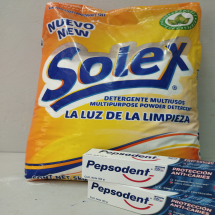 NUEVO
NEW
Solex®
DETERGENTE MULTIUSOS
MULTIPURPOSE POWDER DETERGENT
LA LUZ DE LA LIMPIEZA
Pepsodent
PROTECCIÓN
ANTI-CARIES
Pepsodent
PROTECCIÓN
ANTI-CARIES